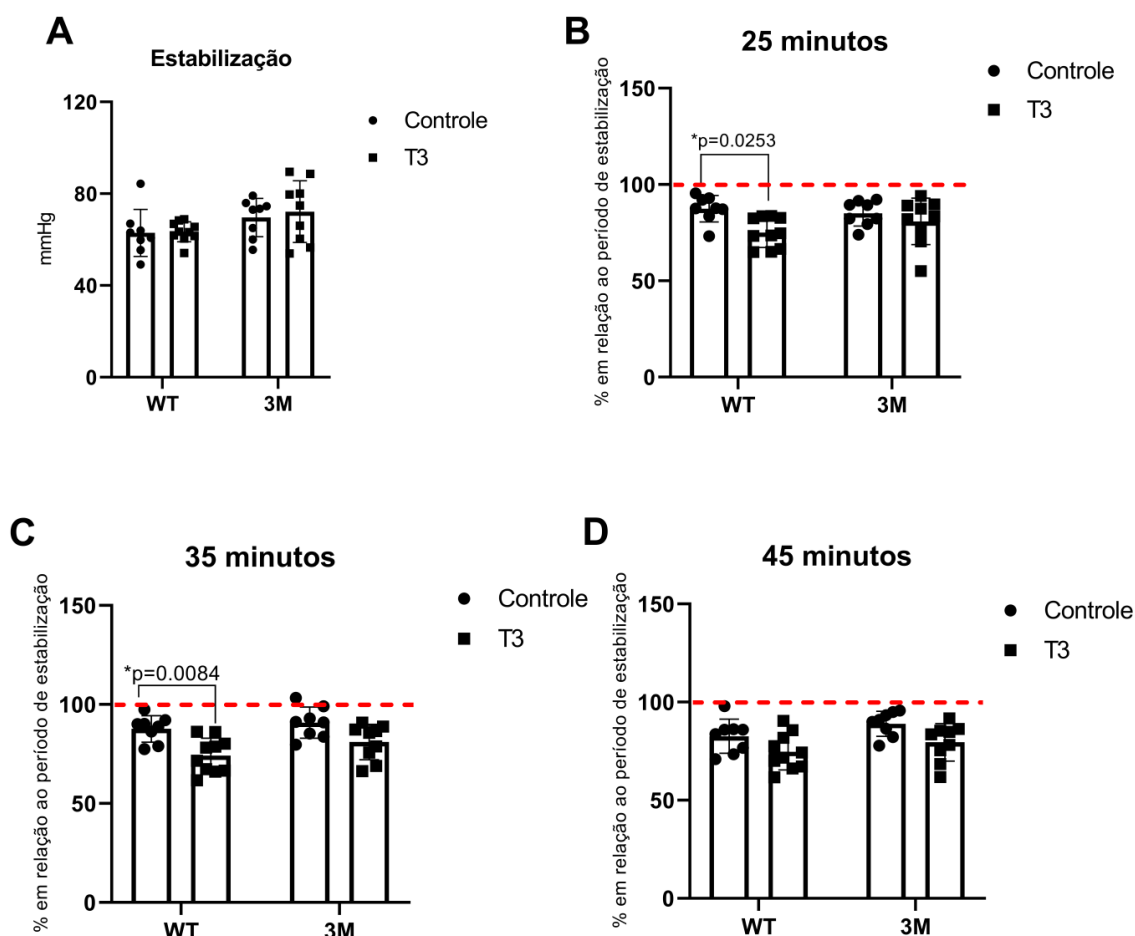 A
Estabilização
mmHg
120
80
40
0
WT
3M
Controle
T3
B
25 minutos
% em relação ao período de estabilização
150
100
50
0
*p=0.0253
WT
3M
Controle
T3
C
35 minutos
% em relação ao período de estabilização
150
100
50
0
*p=0.0084
WT
3M
Controle
T3
D
45 minutos
% em relação ao período de estabilização
150
100
50
0
WT
3M
Controle
T3